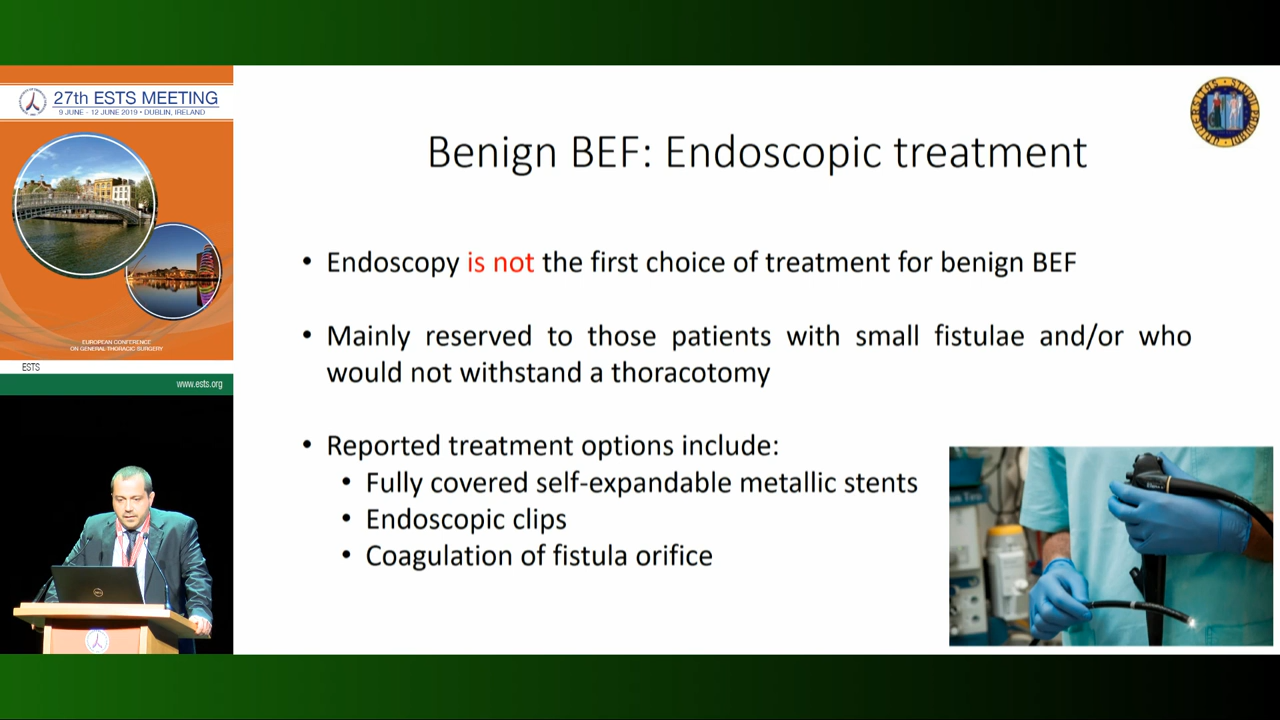 27th ESTS MEETING
9 JUNE - 12 JUNE 2019 • DUBLIN, IRELAND
EUROPEAN CONFERENCE
ON GENERAL THORACIC SURGERY
ESTS
www.ests.org
Benign BEF: Endoscopic treatment
• Endoscopy is not the first choice of treatment for benign BEF
• Mainly reserved to those patients with small fistulae and/or who
would not withstand a thoracotomy
• Reported treatment options include:
• Fully covered self-expandable metallic stents
• Endoscopic clips
• Coagulation of fistula orifice